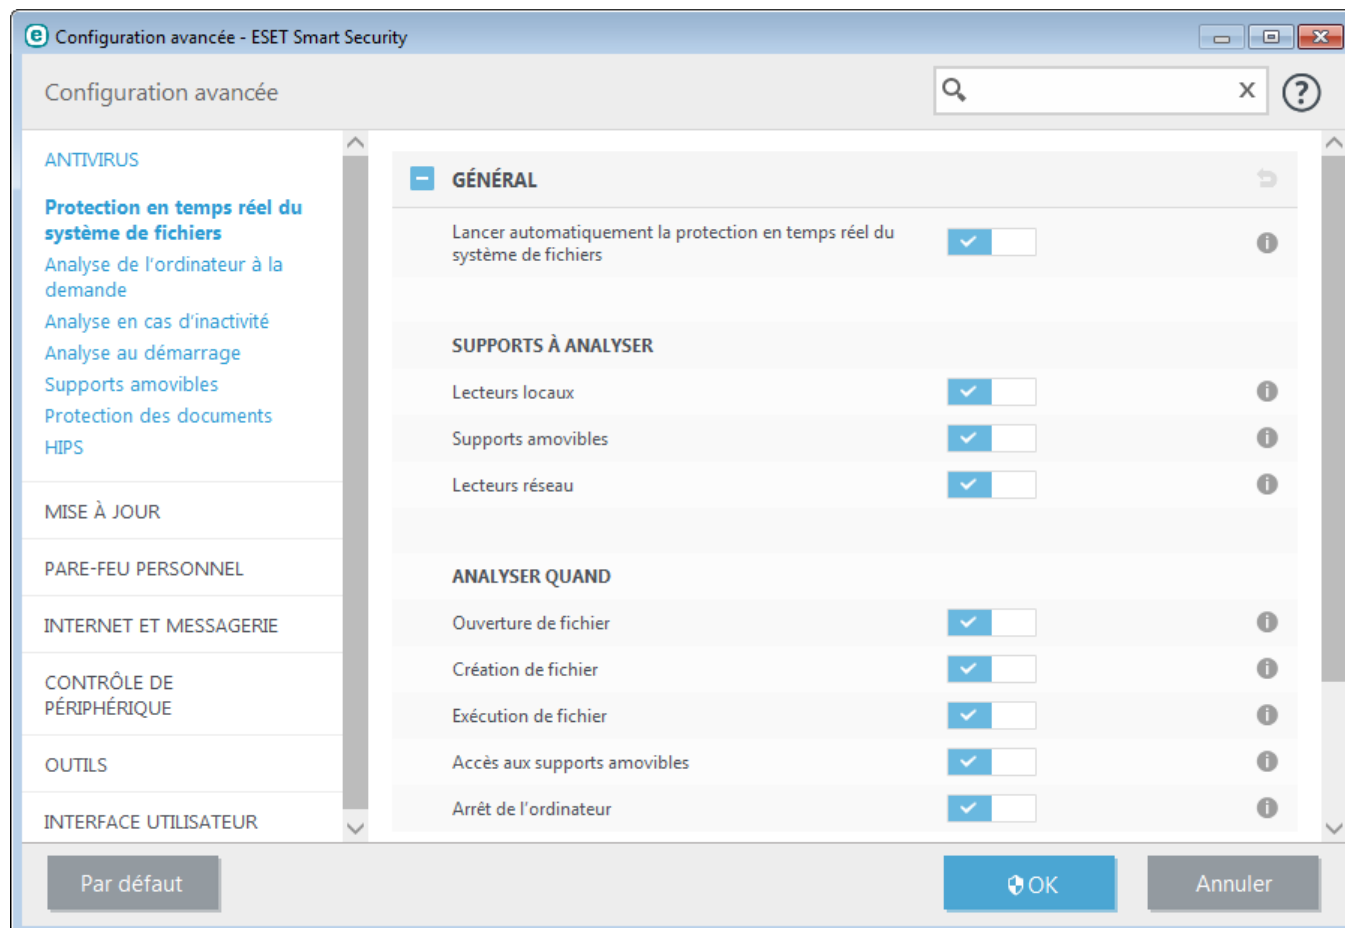 Configuration avancée - ESET Smart Security
Configuration avancée
ANTIVIRUS
Protection en temps réel du
système de fichiers
Analyse de l'ordinateur à la
demande
Analyse en cas d'inactivité
Analyse au démarrage
Supports amovibles
Protection des documents
HIPS
MISE À JOUR
PARE-FEU PERSONNEL
INTERNET ET MESSAGERIE
CONTRÔLE DE
PÉRIPHÉRIQUE
OUTILS
INTERFACE UTILISATEUR
GÉNÉRAL
Lancer automatiquement la protection en temps réel du
système de fichiers
SUPPORTS À ANALYSER
Lecteurs locaux
Supports amovibles
Lecteurs réseau
ANALYSER QUAND
Ouverture de fichier
Création de fichier
Exécution de fichier
Accès aux supports amovibles
Arrêt de l'ordinateur
Par défaut
OK
Annuler